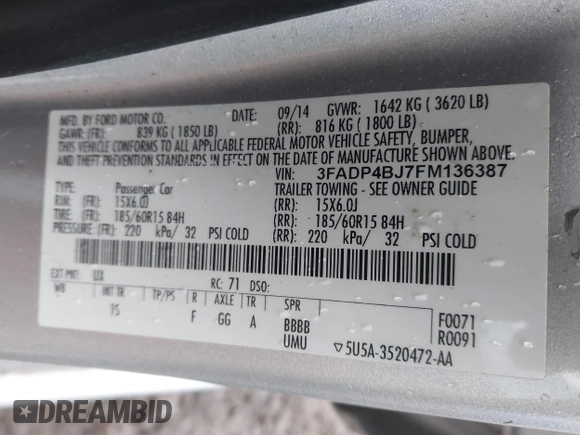 MFD. BY FORD MOTOR CO.
DATE: 09/14 GVWR: 1642 KG ( 3620 LB)
GAWR: (FR): 839 KG ( 1850 LB) (RR): 816 KG ( 1800 LB)
THIS VEHICLE CONFORMS TO ALL APPLICABLE FEDERAL MOTOR VEHICLE SAFETY, BUMPER,
AND THEFT PREVENTION STANDARDS IN EFFECT ON THE DATE OF MANUFACTURE SHOWN ABOVE.
VIN: 3FADP4BJ7FM136387
TYPE: Passenger Car TRAILER TOWING - SEE OWNER GUIDE
RIM: (FR): 15X6.0J (RR): 15X6.0J
TIRE: (FR): 185/60R15 84H (RR): 185/60R15 84H
PRESSURE: (FR): 220 kPa/ 32 PSI COLD (RR): 220 kPa/ 32 PSI COLD
EXT PNT: UX RC: 71 DSO:
WB INT TR TP/PS R AXLE TR SPR
15 F GG A BBBB F0071
UMU R0091
▽5U5A-3520472-AA
DREAMBID